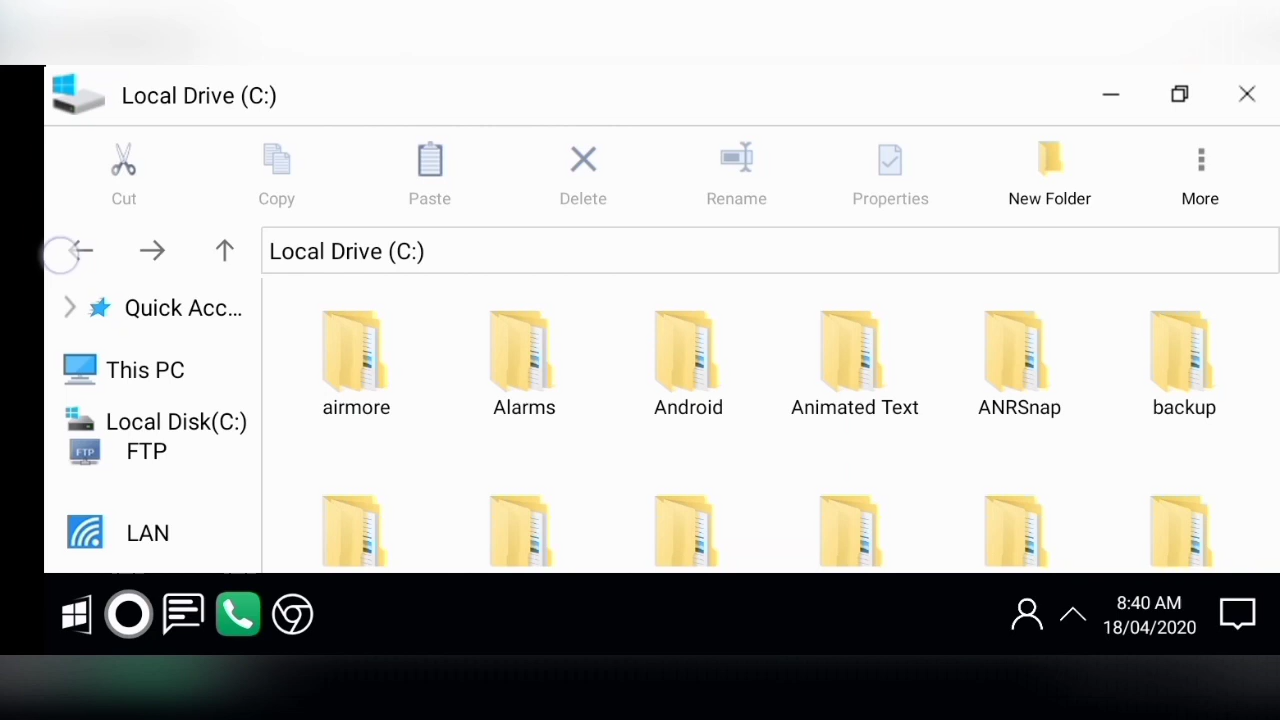 Local Drive (C:)
Cut Copy Paste Delete Rename Properties New Folder More
Local Drive (C:)
Quick Acc...
This PC
Local Disk(C:)
FTP
LAN
airmore Alarms Android Animated Text ANRSnap backup
FTP
8:40 AM
18/04/2020